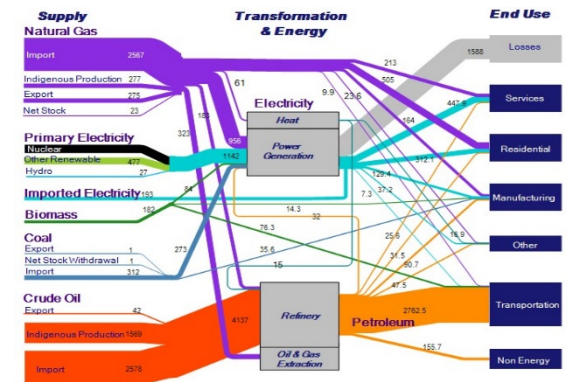 Supply
Transformation
& Energy
End Use
Natural Gas
Import 2567
Indigenous Production 277
Export 275
Net Stock 23
Primary Electricity
Nuclear
Other Renewable 477
Hydro 27
Imported Electricity 193
Biomass 182
84
Coal
Export 1
Net Stock Withdrawal 1
Import 312
273
Crude Oil
Export 42
Indigenous Production 1569
Import 2578
4137
323
61
956
1142
Electricity
Heat
Power
Generation
14.3
32
35.6
76.3
15
Refinery
Oil & Gas
Extraction
Petroleum
213
505
9.9
23.6
1588
447.9
164
312.1
129.4
7.3
37.2
25.6
16.9
31.5
90.7
47.5
2762.5
155.7
Losses
Services
Residential
Manufacturing
Other
Transportation
Non Energy